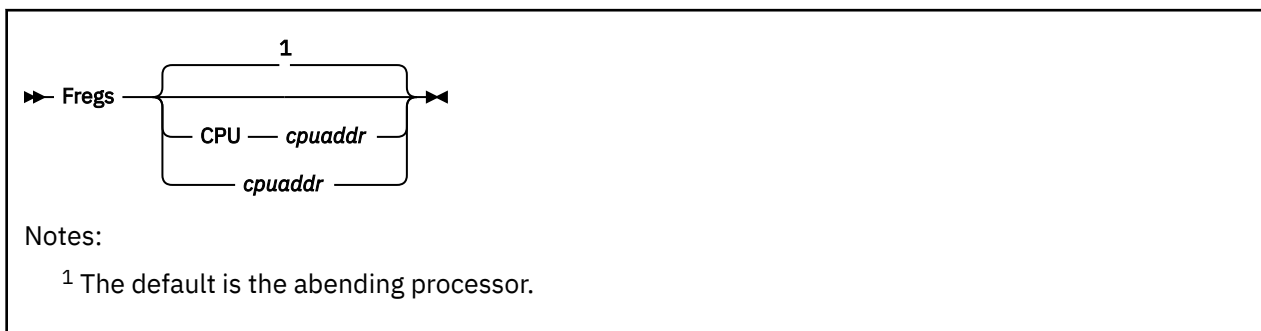 1
Fregs
CPU cpuaddr
cpuaddr
Notes:
1 The default is the abending processor.